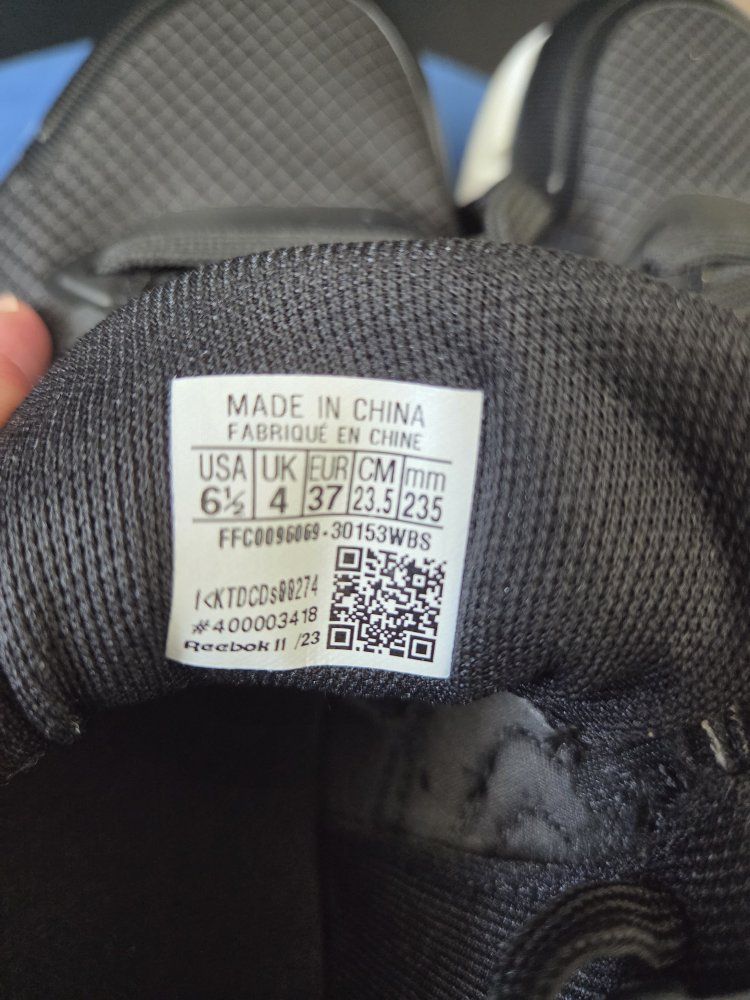 MADE IN CHINA
FABRIQUÉ EN CHINE
USA UK EUR CM mm
6½ 4 37 23.5 235
FFC0096069-30153WBS
I<KTDCDs00274
#400003418
Reebok 11 /23